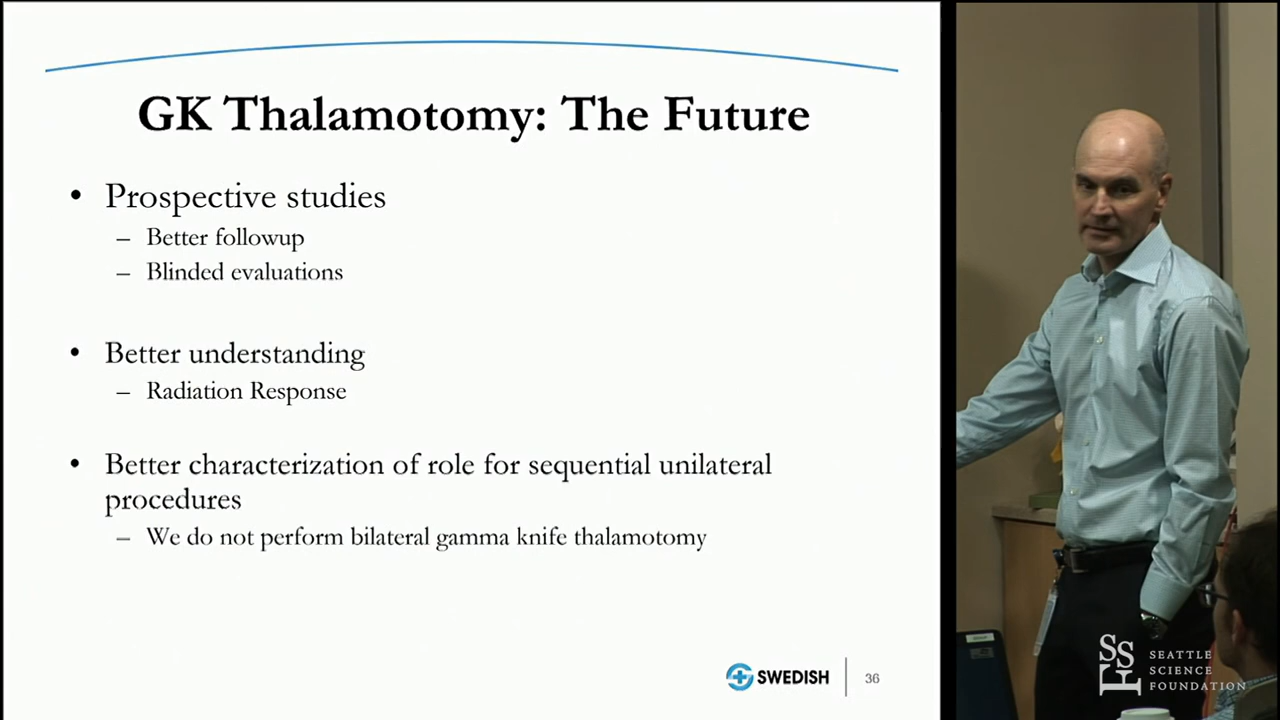 GK Thalamotomy: The Future
• Prospective studies
– Better followup
– Blinded evaluations
• Better understanding
– Radiation Response
• Better characterization of role for sequential unilateral
procedures
– We do not perform bilateral gamma knife thalamotomy
SWEDISH
36
SSF
SEATTLE
SCIENCE
FOUNDATION